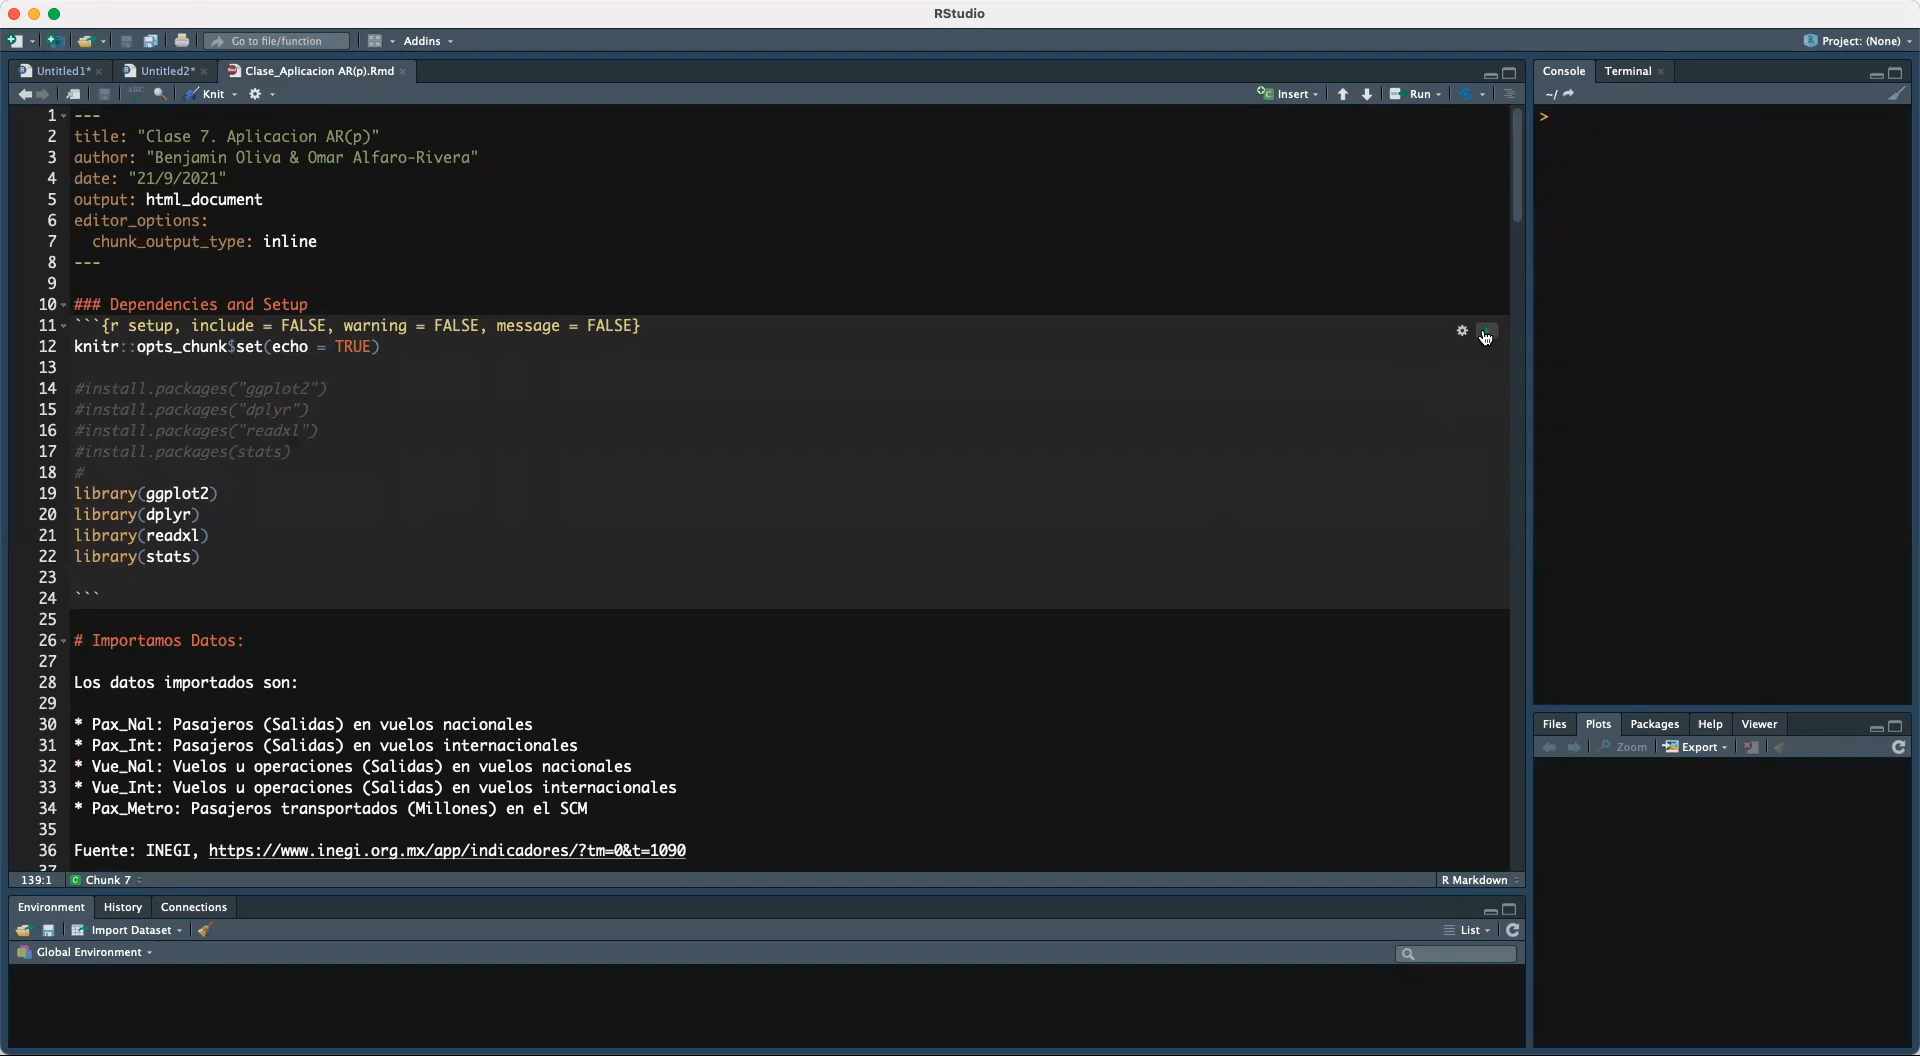 RStudio
Go to file/function
Addins
Project: (None)
Untitled1*
Untitled2*
Clase_Aplicacion AR(p).Rmd
ABC
Knit
Insert
Run
1 ---
2 title: "Clase 7. Aplicacion AR(p)"
3 author: "Benjamin Oliva & Omar Alfaro-Rivera"
4 date: "21/9/2021"
5 output: html_document
6 editor_options:
7 chunk_output_type: inline
8 ---
9
10 ### Dependencies and Setup
11 ```{r setup, include = FALSE, warning = FALSE, message = FALSE}
12 knitr::opts_chunk$set(echo = TRUE)
13
14 #install.packages("ggplot2")
15 #install.packages("dplyr")
16 #install.packages("readxl")
17 #install.packages(stats)
18 #
19 library(ggplot2)
20 library(dplyr)
21 library(readxl)
22 library(stats)
23
24 ```
25
26 # Importamos Datos:
27
28 Los datos importados son:
29
30 * Pax_Nal: Pasajeros (Salidas) en vuelos nacionales
31 * Pax_Int: Pasajeros (Salidas) en vuelos internacionales
32 * Vue_Nal: Vuelos u operaciones (Salidas) en vuelos nacionales
33 * Vue_Int: Vuelos u operaciones (Salidas) en vuelos internacionales
34 * Pax_Metro: Pasajeros transportados (Millones) en el SCM
35
36 Fuente: INEGI, https://www.inegi.org.mx/app/indicadores/?tm=0&t=1090
37
139:1
Chunk 7
R Markdown
Environment
History
Connections
Import Dataset
List
Global Environment
Console
Terminal
~/
>
Files
Plots
Packages
Help
Viewer
Zoom
Export